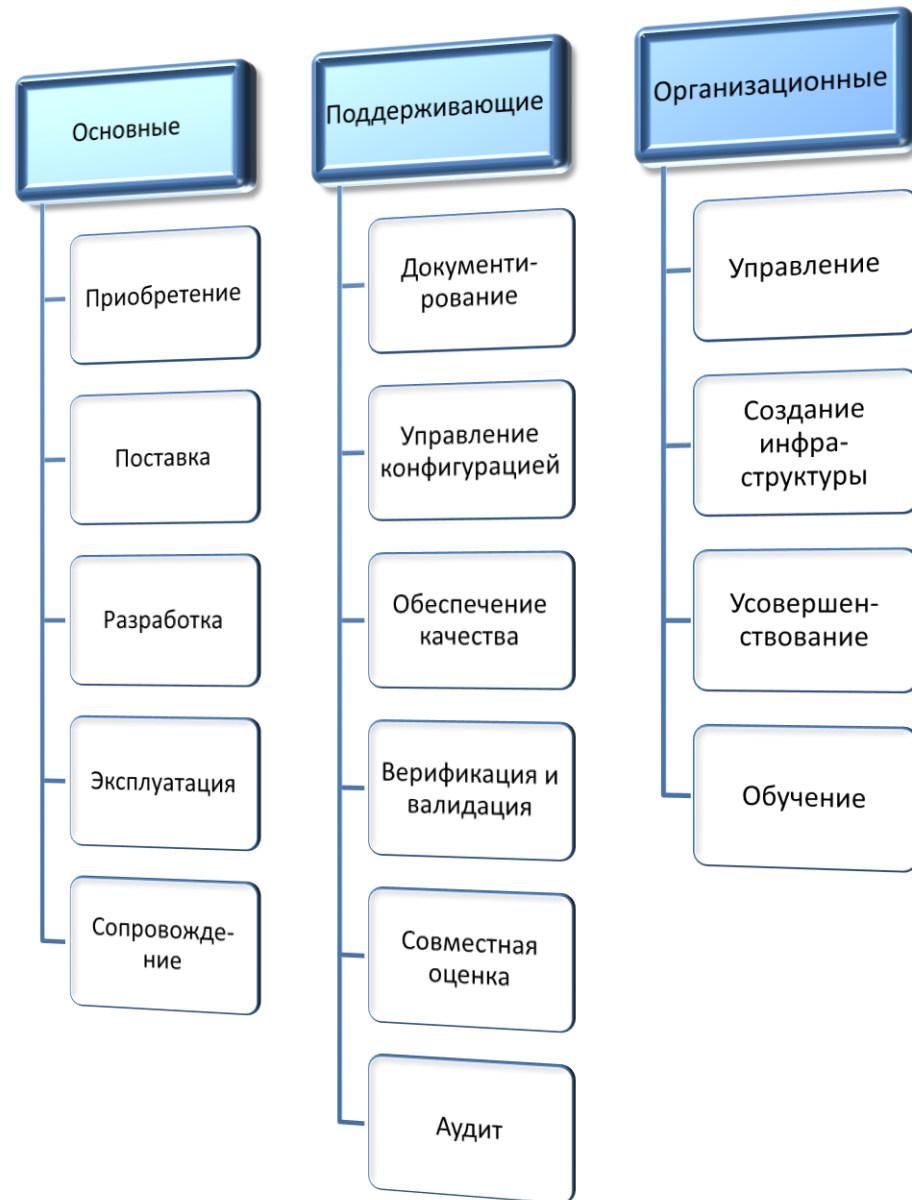 Основные
Приобретение
Поставка
Разработка
Эксплуатация
Сопровожде-
ние
Поддерживающие
Документи-
рование
Управление
конфигурацией
Обеспечение
качества
Верификация и
валидация
Совместная
оценка
Аудит
Организационные
Управление
Создание
инфра-
структуры
Усовершен-
ствование
Обучение